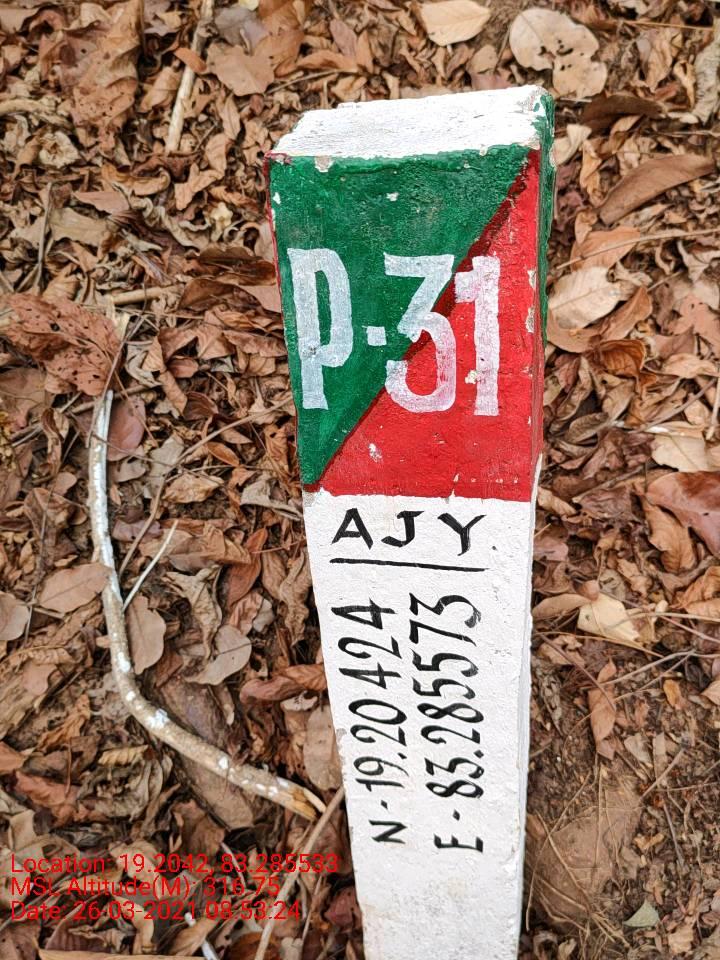 P-31
AJY
N-19.20424
E-83.285573
Location: 19.2042, 83.285533
MSL Altitude(M) 316.75
Date: 26-03-2021 08:53:24